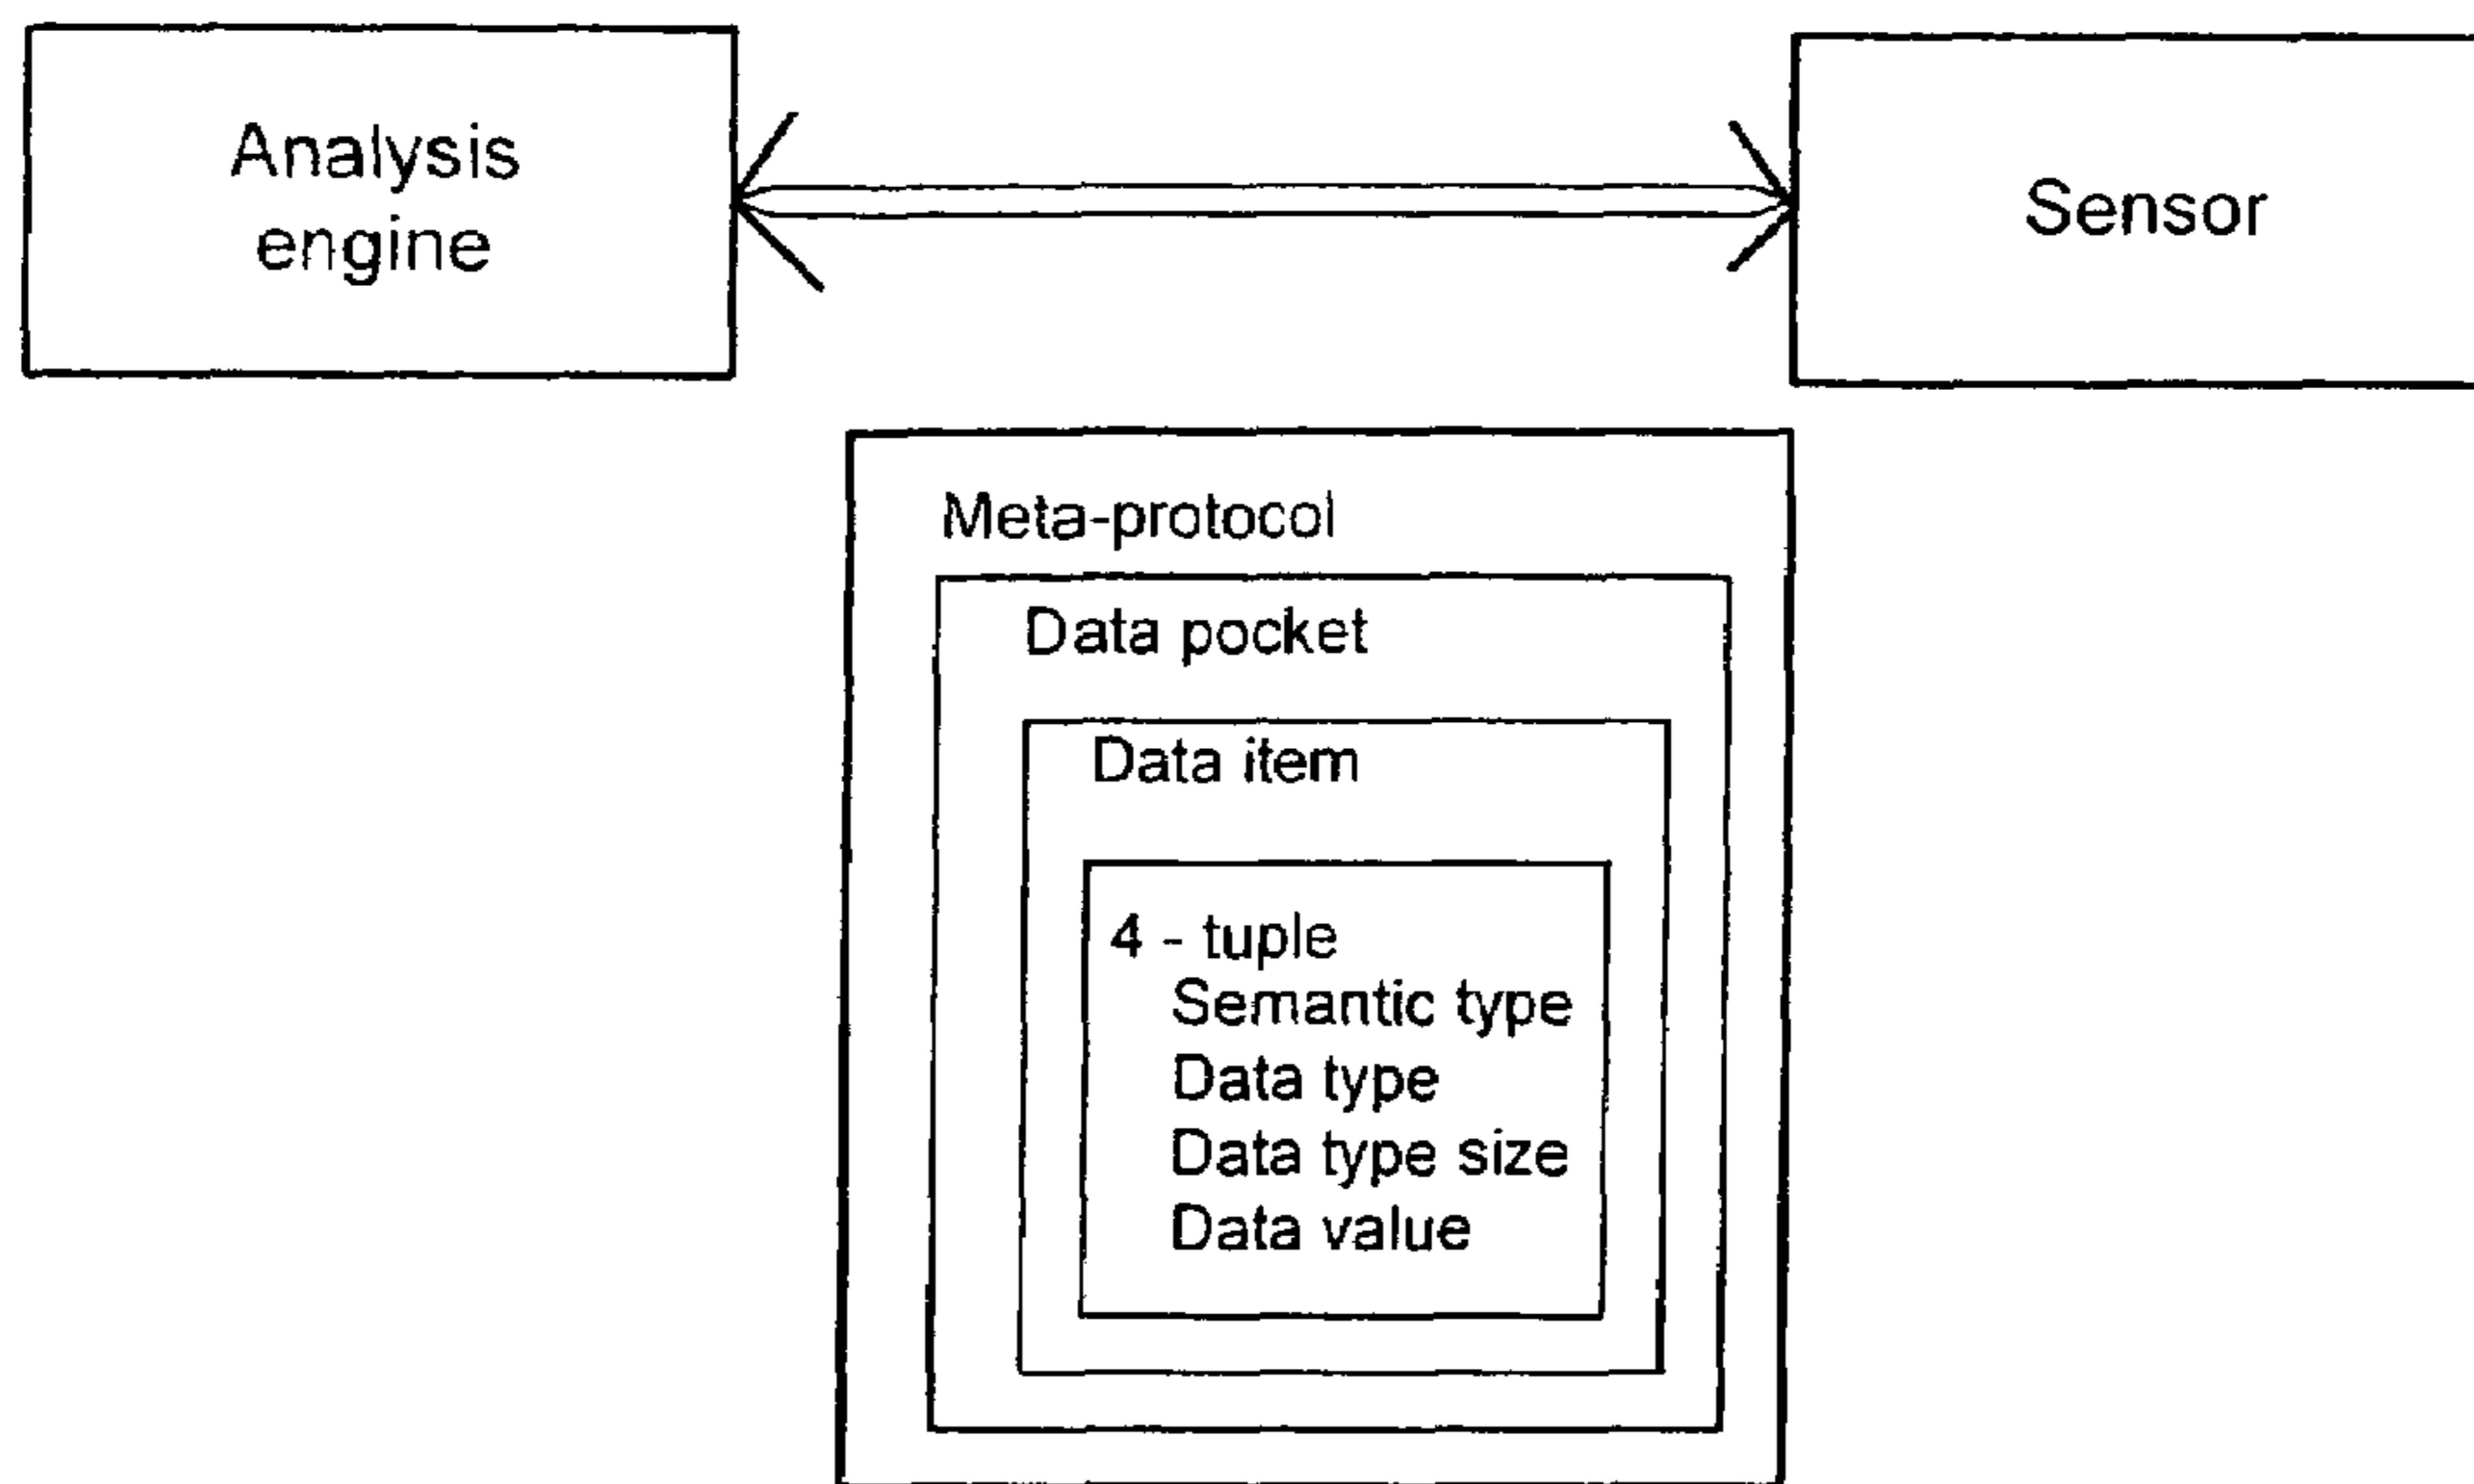 Analysis
engine
Sensor
Meta-protocol
Data pocket
Data item
4 - tuple
Semantic type
Data type
Data type size
Data value